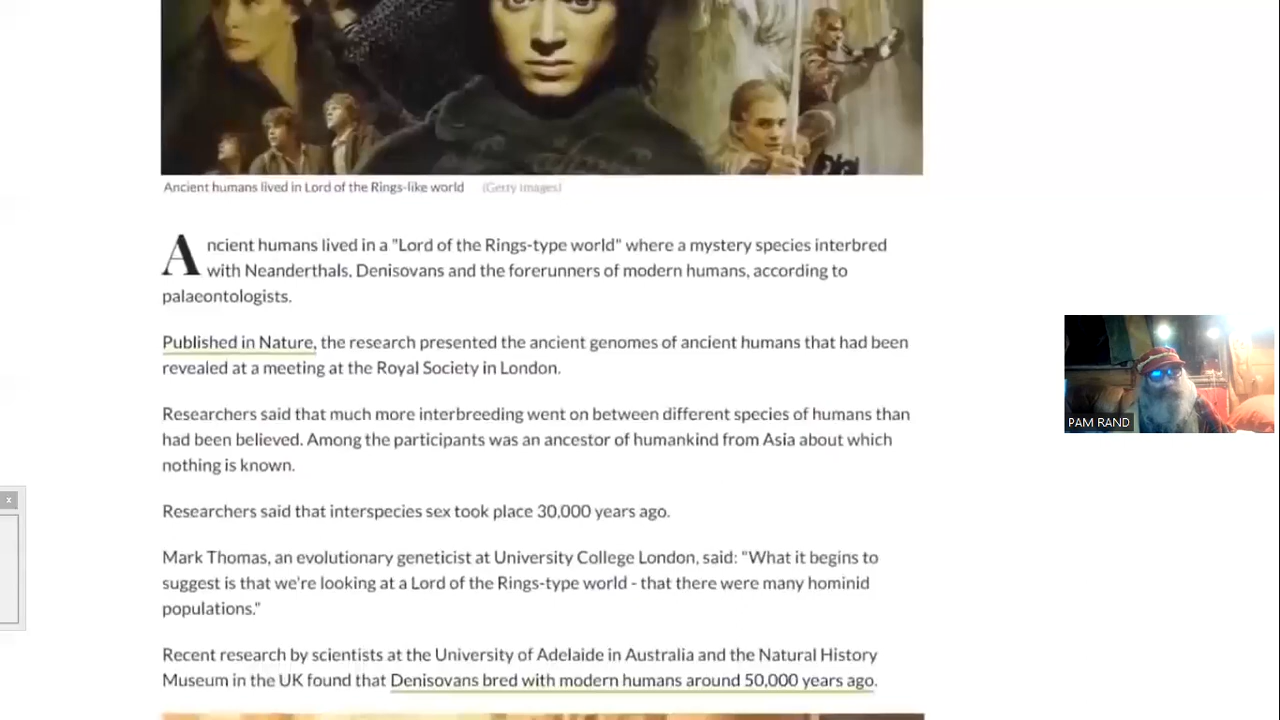 Ancient humans lived in Lord of the Rings-like world (Getty Images)
Ancient humans lived in a "Lord of the Rings-type world" where a mystery species interbred
with Neanderthals, Denisovans and the forerunners of modern humans, according to
palaeontologists.
Published in Nature, the research presented the ancient genomes of ancient humans that had been
revealed at a meeting at the Royal Society in London.
Researchers said that much more interbreeding went on between different species of humans than
had been believed. Among the participants was an ancestor of humankind from Asia about which
nothing is known.
Researchers said that interspecies sex took place 30,000 years ago.
Mark Thomas, an evolutionary geneticist at University College London, said: "What it begins to
suggest is that we're looking at a Lord of the Rings-type world - that there were many hominid
populations."
Recent research by scientists at the University of Adelaide in Australia and the Natural History
Museum in the UK found that Denisovans bred with modern humans around 50,000 years ago.
PAM RAND
x